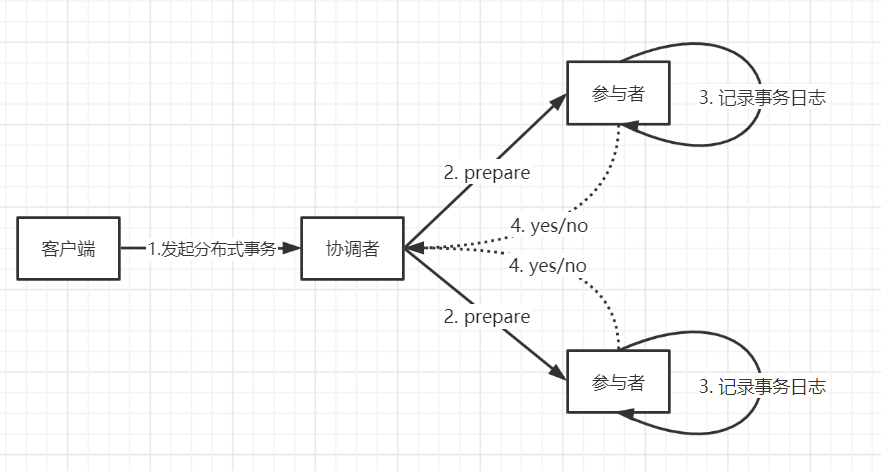 参与者
3. 记录事务日志
2. prepare
4. yes/no
客户端
1.发起分布式事务
协调者
4. yes/no
2. prepare
参与者
3. 记录事务日志